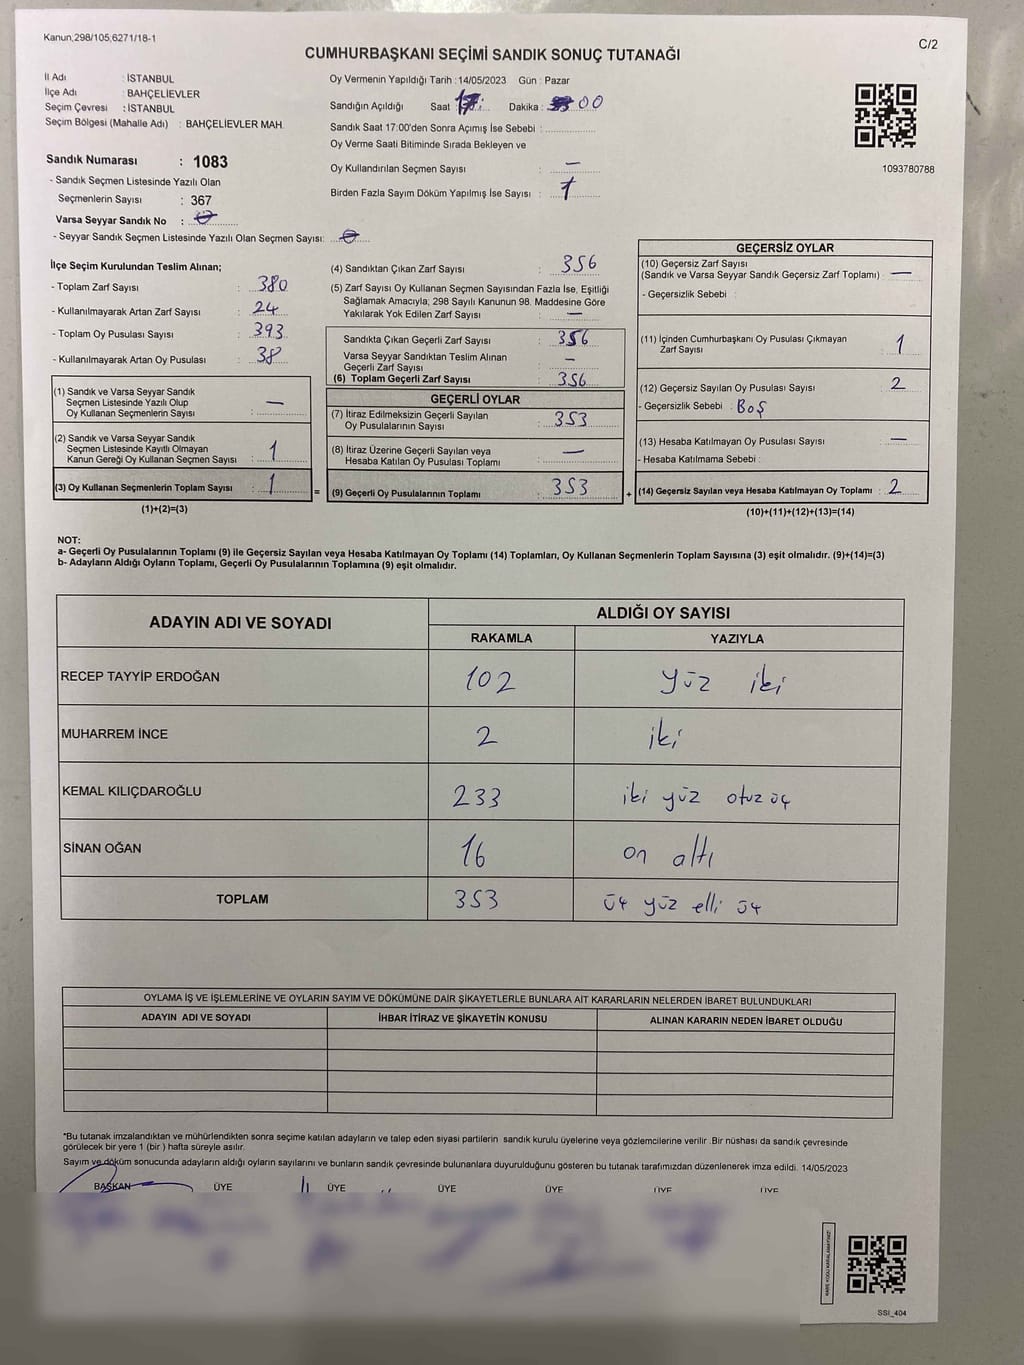 Kanun,298/105,6271/18-1
C/2
CUMHURBAŞKANI SEÇİMİ SANDIK SONUÇ TUTANAĞI
İl Adı : İSTANBUL
İlçe Adı : BAHÇELİEVLER
Seçim Çevresi : İSTANBUL
Seçim Bölgesi (Mahalle Adı) : BAHÇELİEVLER MAH.
Oy Vermenin Yapıldığı Tarih :14/05/2023 Gün : Pazar
Sandığın Açıldığı Saat 17: Dakika : 00
Sandık Saat 17:00'den Sonra Açımış İse Sebebi :
Oy Verme Saati Bitiminde Sırada Bekleyen ve
Oy Kullandırılan Seçmen Sayısı : —
Birden Fazla Sayım Döküm Yapılmış İse Sayısı : 1
1093780788
Sandık Numarası : 1083
- Sandık Seçmen Listesinde Yazılı Olan
Seçmenlerin Sayısı : 367
Varsa Seyyar Sandık No :
- Seyyar Sandık Seçmen Listesinde Yazılı Olan Seçmen Sayısı:
İlçe Seçim Kurulundan Teslim Alınan;
- Toplam Zarf Sayısı : 380
- Kullanılmayarak Artan Zarf Sayısı : 24
- Toplam Oy Pusulası Sayısı : 393
- Kullanılmayarak Artan Oy Pusulası : 38
(1) Sandık ve Varsa Seyyar Sandık
Seçmen Listesinde Yazılı Olup
Oy Kullanan Seçmenlerin Sayısı : —
(2) Sandık ve Varsa Seyyar Sandık
Seçmen Listesinde Kayıtlı Olmayan
Kanun Gereği Oy Kullanan Seçmen Sayısı : 1
(3) Oy Kullanan Seçmenlerin Toplam Sayısı : 1
(1)+(2)=(3)
=
(4) Sandıktan Çıkan Zarf Sayısı : 356
(5) Zarf Sayısı Oy Kullanan Seçmen Sayısından Fazla İse, Eşitliği
Sağlamak Amacıyla; 298 Sayılı Kanunun 98. Maddesine Göre
Yakılarak Yok Edilen Zarf Sayısı : —
Sandıkta Çıkan Geçerli Zarf Sayısı : 356
Varsa Seyyar Sandıktan Teslim Alınan
Geçerli Zarf Sayısı : —
(6) Toplam Geçerli Zarf Sayısı : 356
GEÇERLİ OYLAR
(7) İtiraz Edilmeksizin Geçerli Sayılan
Oy Pusulalarının Sayısı : 353
(8) İtiraz Üzerine Geçerli Sayılan veya
Hesaba Katılan Oy Pusulası Toplamı : —
(9) Geçerli Oy Pusulalarının Toplamı : 353
+
GEÇERSİZ OYLAR
(10) Geçersiz Zarf Sayısı
(Sandık ve Varsa Seyyar Sandık Geçersiz Zarf Toplamı) : —
- Geçersizlik Sebebi :
(11) İçinden Cumhurbaşkanı Oy Pusulası Çıkmayan
Zarf Sayısı : 1
(12) Geçersiz Sayılan Oy Pusulası Sayısı : 2
- Geçersizlik Sebebi : Boş
(13) Hesaba Katılmayan Oy Pusulası Sayısı : —
- Hesaba Katılmama Sebebi :
(14) Geçersiz Sayılan veya Hesaba Katılmayan Oy Toplamı : 2
(10)+(11)+(12)+(13)=(14)
NOT:
a- Geçerli Oy Pusulalarının Toplamı (9) ile Geçersiz Sayılan veya Hesaba Katılmayan Oy Toplamı (14) Toplamları, Oy Kullanan Seçmenlerin Toplam Sayısına (3) eşit olmalıdır. (9)+(14)=(3)
b- Adayların Aldığı Oyların Toplamı, Geçerli Oy Pusulalarının Toplamına (9) eşit olmalıdır.
ADAYIN ADI VE SOYADI
ALDIĞI OY SAYISI
RAKAMLA YAZIYLA
RECEP TAYYİP ERDOĞAN 102 yüz iki
MUHARREM İNCE 2 iki
KEMAL KILIÇDAROĞLU 233 iki yüz otuz üç
SİNAN OĞAN 16 on altı
TOPLAM 353 üç yüz elli üç
OYLAMA İŞ VE İŞLEMLERİNE VE OYLARIN SAYIM VE DÖKÜMÜNE DAİR ŞİKAYETLERLE BUNLARA AİT KARARLARIN NELERDEN İBARET BULUNDUKLARI
ADAYIN ADI VE SOYADI İHBAR İTİRAZ VE ŞİKAYETİN KONUSU ALINAN KARARIN NEDEN İBARET OLDUĞU
*Bu tutanak imzalandıktan ve mühürlendikten sonra seçime katılan adayların ve talep eden siyasi partilerin sandık kurulu üyelerine veya gözlemcilerine verilir .Bir nüshası da sandık çevresinde
görülecek bir yere 1 (bir ) hafta süreyle asılır.
Sayım ve döküm sonucunda adayların aldığı oyların sayılarını ve bunların sandık çevresinde bulunanlara duyurulduğunu gösteren bu tutanak tarafımızdan düzenlenerek imza edildi. 14/05/2023
BAŞKAN ÜYE ÜYE ÜYE ÜYE ÜYE ÜYE
KARE KODU KARALAMAYINIZ!
SSI_404